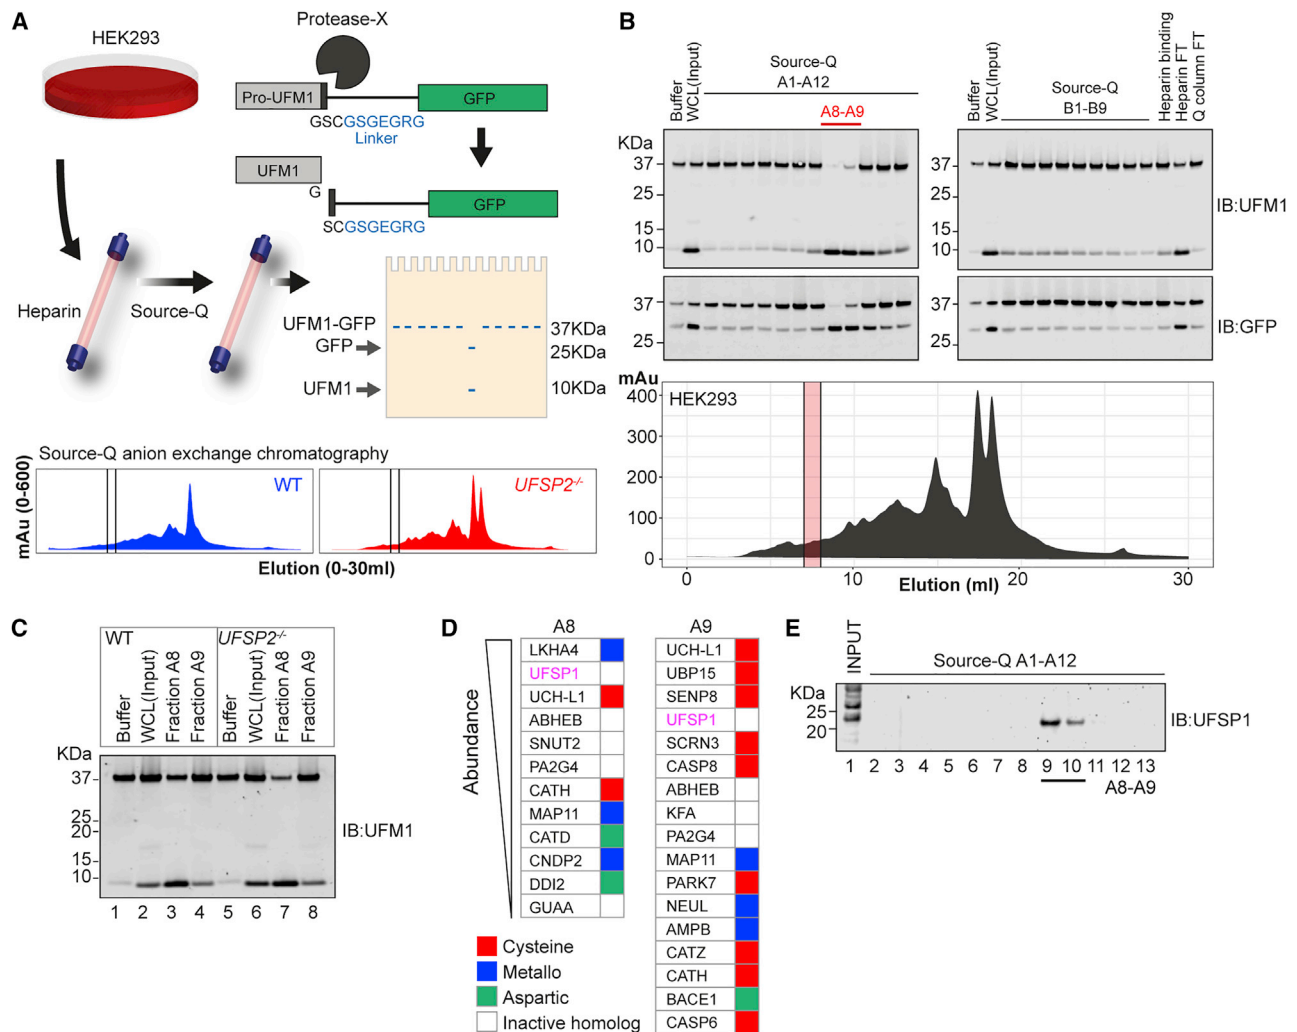 A
HEK293
Protease-X
Pro-UFM1
GFP
GSCGSGEGRG
Linker
UFM1
G
GFP
SCGSGEGRG
Heparin
Source-Q
UFM1-GFP
GFP
UFM1
37KDa
25KDa
10KDa
Source-Q anion exchange chromatography
mAu (0-600)
WT
UFSP2-/-
Elution (0-30ml)
B
Buffer
WCL(Input)
Source-Q
A1-A12
A8-A9
Buffer
WCL(Input)
Source-Q
B1-B9
Heparin binding
Heparin FT
Q column FT
KDa
37
25
15
10
37
25
15
10
IB:UFM1
37
25
37
25
IB:GFP
mAu
400
300
200
100
0
HEK293
0
10
20
30
Elution (ml)
C
WT
UFSP2-/-
Buffer
WCL(Input)
Fraction A8
Fraction A9
Buffer
WCL(Input)
Fraction A8
Fraction A9
KDa
37
25
20
15
10
IB:UFM1
1 2 3 4 5 6 7 8
D
Abundance
A8
LKHA4
UFSP1
UCH-L1
ABHEB
SNUT2
PA2G4
CATH
MAP11
CATD
CNDP2
DDI2
GUAA
A9
UCH-L1
UBP15
SENP8
UFSP1
SCRN3
CASP8
ABHEB
KFA
PA2G4
MAP11
PARK7
NEUL
AMPB
CATZ
CATH
BACE1
CASP6
Cysteine
Metallo
Aspartic
Inactive homolog
E
INPUT
Source-Q A1-A12
KDa
25
20
IB:UFSP1
1 2 3 4 5 6 7 8 9 10 11 12 13
A8-A9